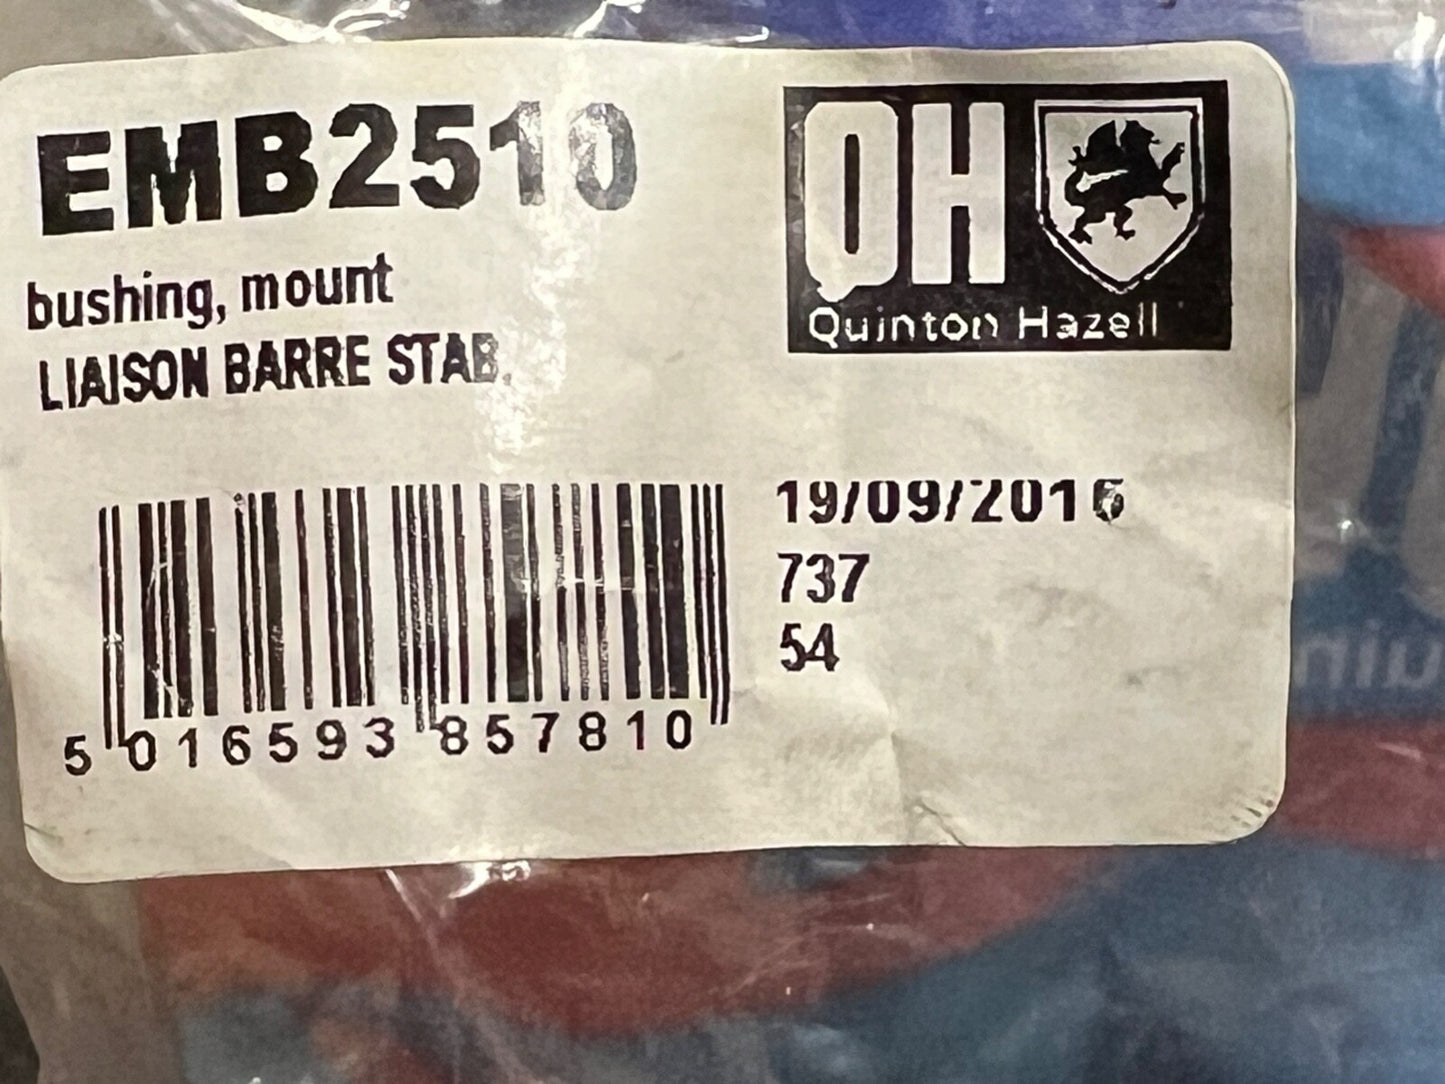 EMB2510
bushing, mount
LIAISON BARRE STAB.
QH
Quinton Hazell
19/09/2016
737
54
5 016593 857810